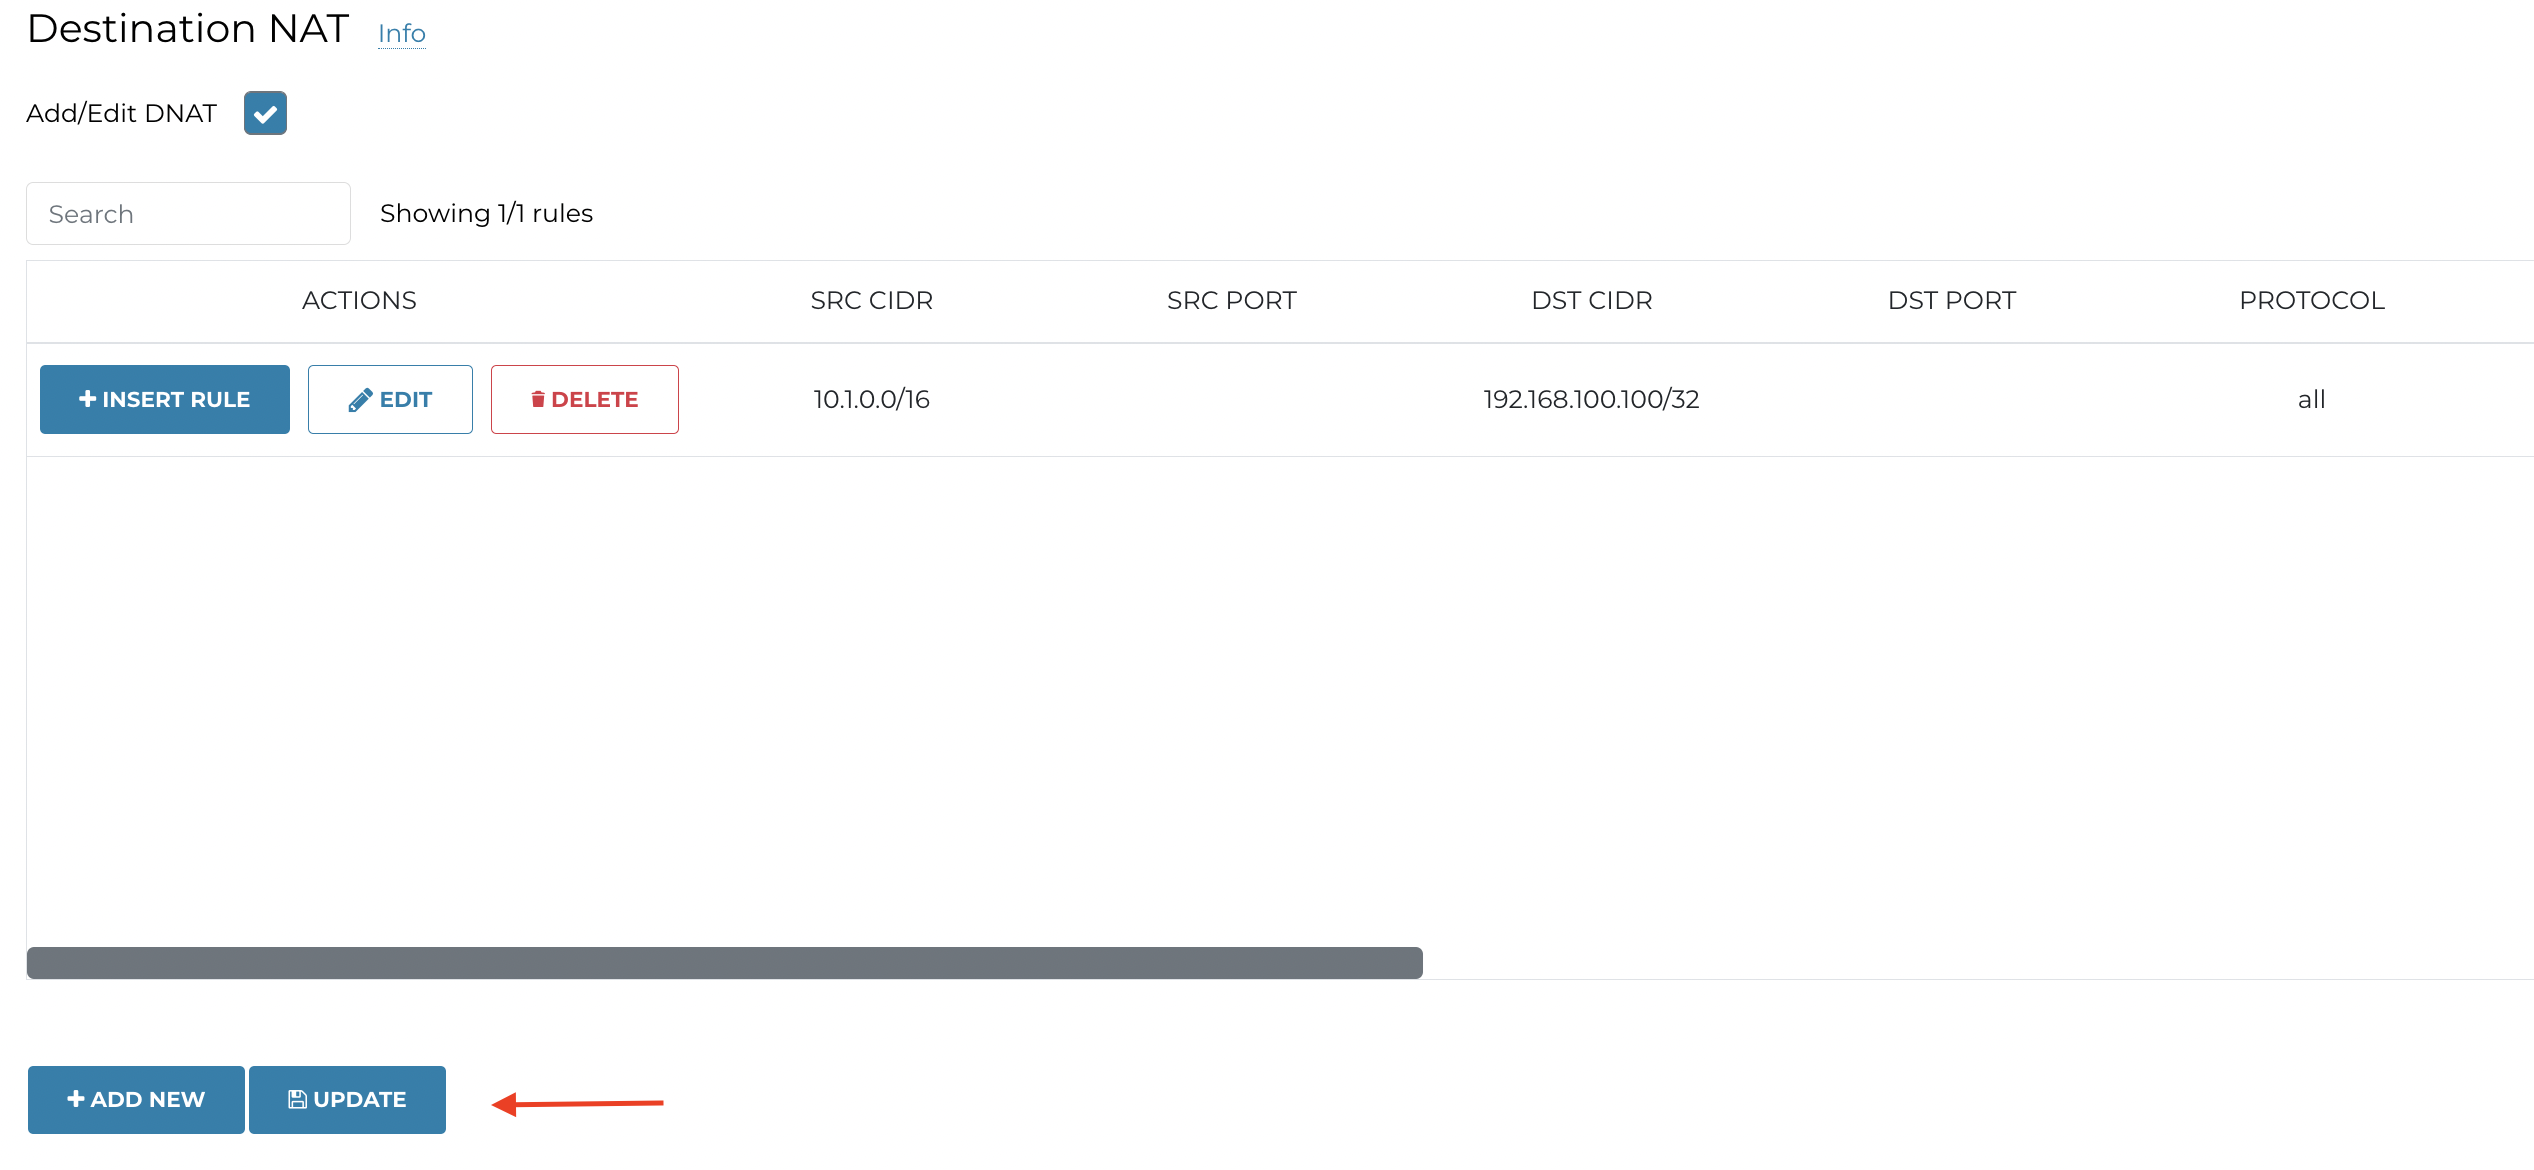 Destination NAT Info
Add/Edit DNAT
Search Showing 1/1 rules
ACTIONS SRC CIDR SRC PORT DST CIDR DST PORT PROTOCOL
INSERT RULE EDIT DELETE 10.1.0.0/16 192.168.100.100/32 all
ADD NEW UPDATE